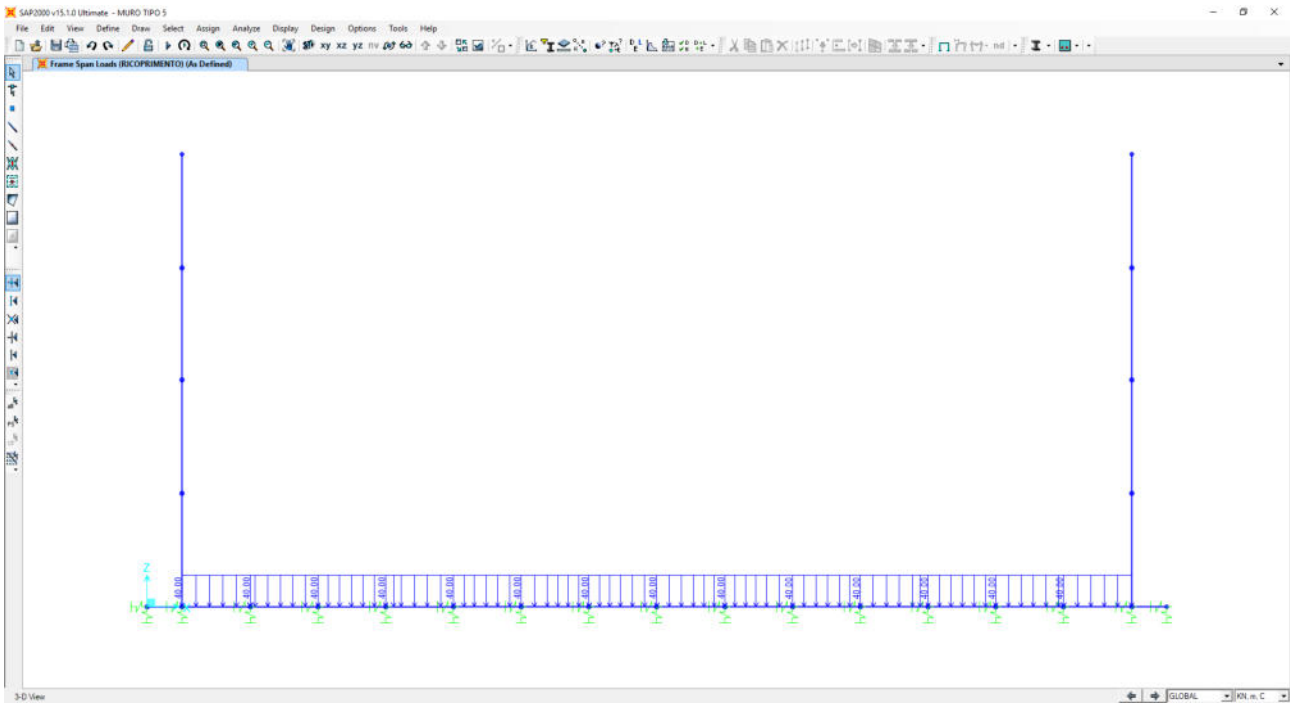 SAP2000 v15.1.0 Ultimate - MURO TIPO 5
File Edit View Define Draw Select Assign Analyze Display Design Options Tools Help
xy xz yz nv
nd
Frame Span Loads (RICOPRIMENTO) (As Defined)
Z
40.00 40.00 40.00 40.00 40.00 40.00 40.00 40.00 40.00 40.00 40.00 40.00 40.00 40.00
3-D View
GLOBAL
KN, m, C